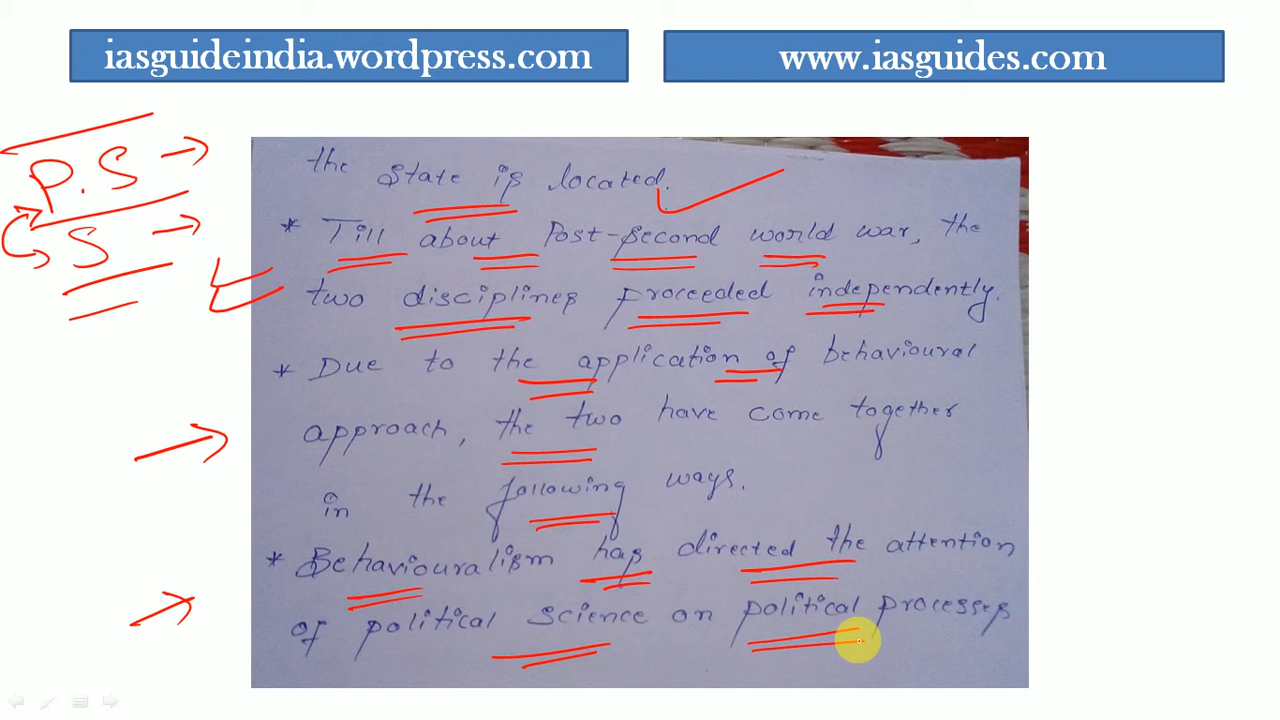 iasguideindia.wordpress.com
www.iasguides.com
P.S
S
the state is located.
* Till about Post-second world war, the
two disciplines proceeded independently.
* Due to the application of behavioural
approach, the two have come together
in the following ways.
* Behaviouralism has directed the attention
of political science on political processes